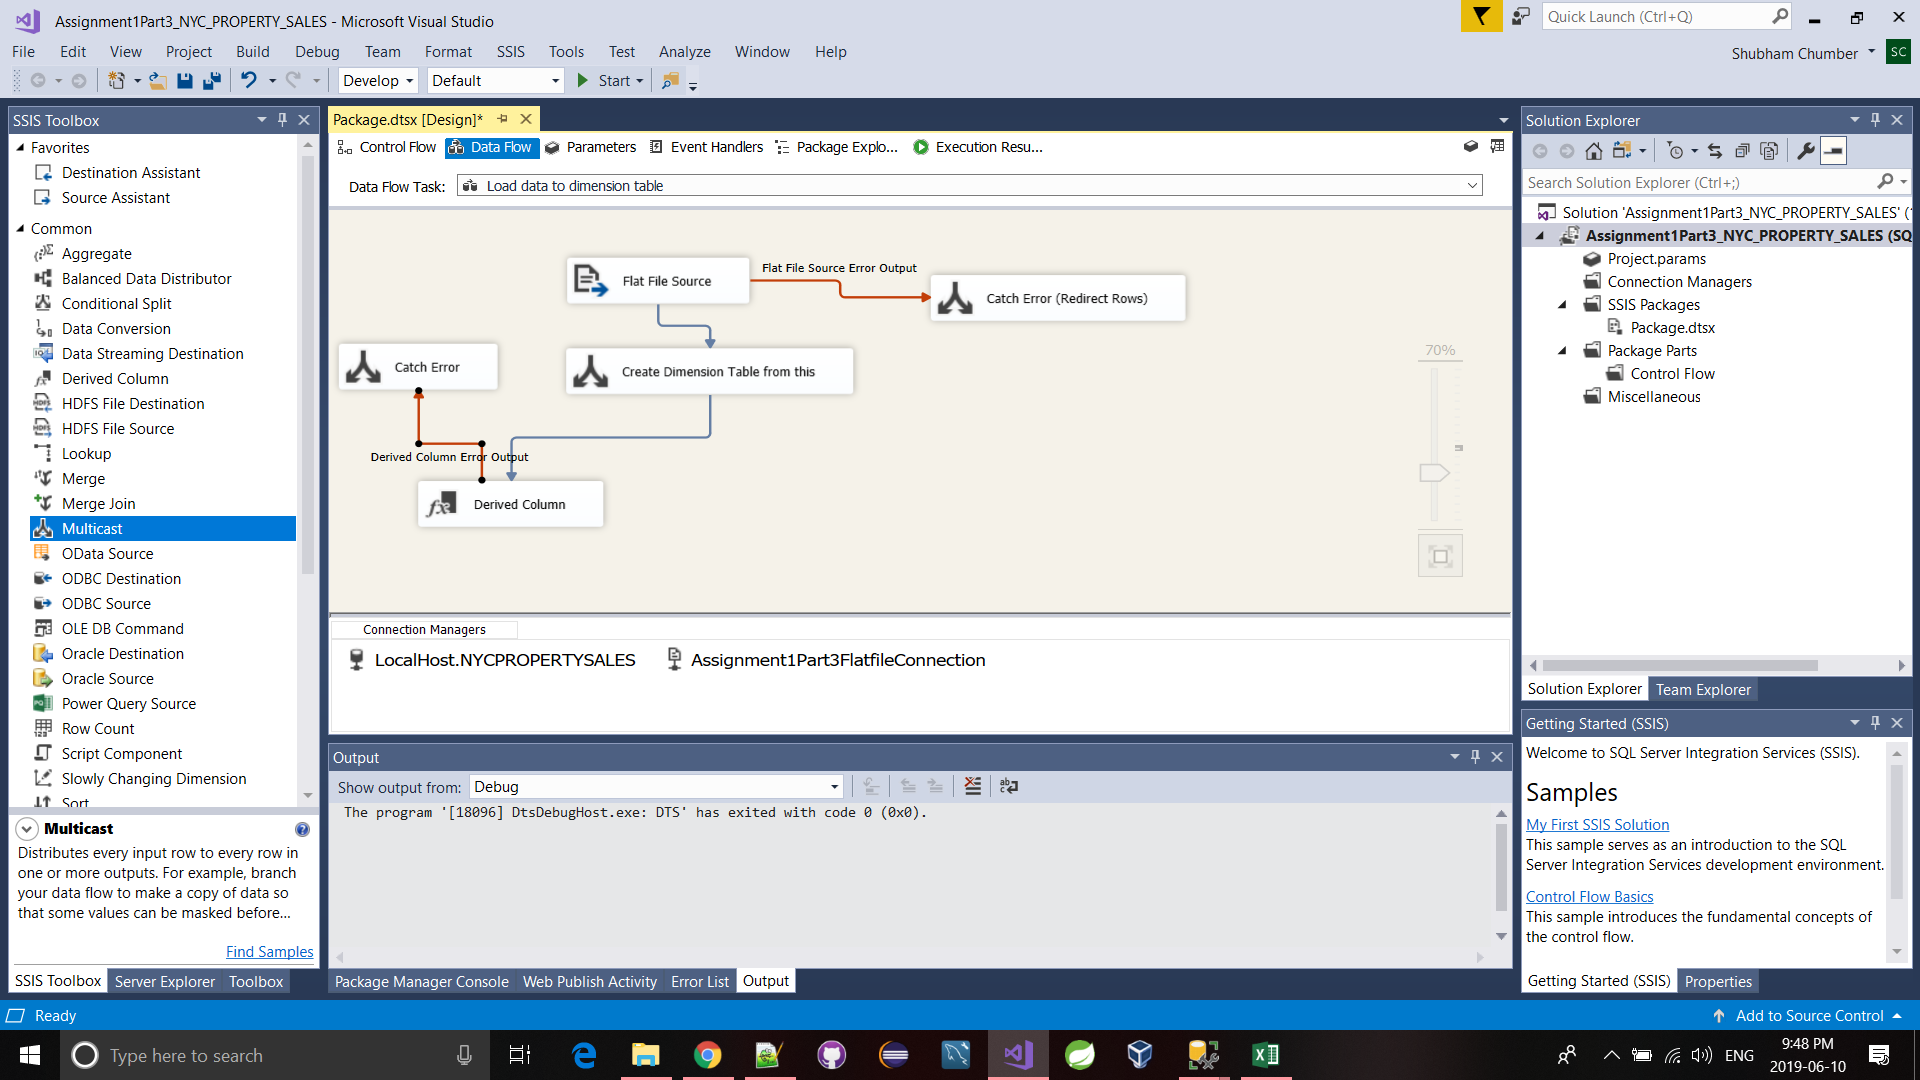 Assignment1Part3_NYC_PROPERTY_SALES - Microsoft Visual Studio
Quick Launch (Ctrl+Q)
File Edit View Project Build Debug Team Format SSIS Tools Test Analyze Window Help
Shubham Chumber SC
Develop Default Start
SSIS Toolbox
Favorites
Destination Assistant
Source Assistant
Common
Aggregate
Balanced Data Distributor
Conditional Split
Data Conversion
Data Streaming Destination
Derived Column
HDFS File Destination
HDFS File Source
Lookup
Merge
Merge Join
Multicast
OData Source
ODBC Destination
ODBC Source
OLE DB Command
Oracle Destination
Oracle Source
Power Query Source
Row Count
Script Component
Slowly Changing Dimension
Sort
Multicast
Distributes every input row to every row in
one or more outputs. For example, branch
your data flow to make a copy of data so
that some values can be masked before...
Find Samples
SSIS Toolbox Server Explorer Toolbox
Package.dtsx [Design]*
Control Flow Data Flow Parameters Event Handlers Package Explo... Execution Resu...
Data Flow Task: Load data to dimension table
Flat File Source
Flat File Source Error Output
Catch Error (Redirect Rows)
Catch Error
Create Dimension Table from this
Derived Column Error Output
Derived Column
70%
Connection Managers
LocalHost.NYCPROPERTYSALES Assignment1Part3FlatfileConnection
Output
Show output from: Debug
The program '[18096] DtsDebugHost.exe: DTS' has exited with code 0 (0x0).
Package Manager Console Web Publish Activity Error List Output
Solution Explorer
Search Solution Explorer (Ctrl+;)
Solution 'Assignment1Part3_NYC_PROPERTY_SALES' (
Assignment1Part3_NYC_PROPERTY_SALES (SQ
Project.params
Connection Managers
SSIS Packages
Package.dtsx
Package Parts
Control Flow
Miscellaneous
Solution Explorer Team Explorer
Getting Started (SSIS)
Welcome to SQL Server Integration Services (SSIS).
Samples
My First SSIS Solution
This sample serves as an introduction to the SQL
Server Integration Services development environment.
Control Flow Basics
This sample introduces the fundamental concepts of
the control flow.
Getting Started (SSIS) Properties
Ready
Add to Source Control
Type here to search
ENG
9:48 PM
2019-06-10